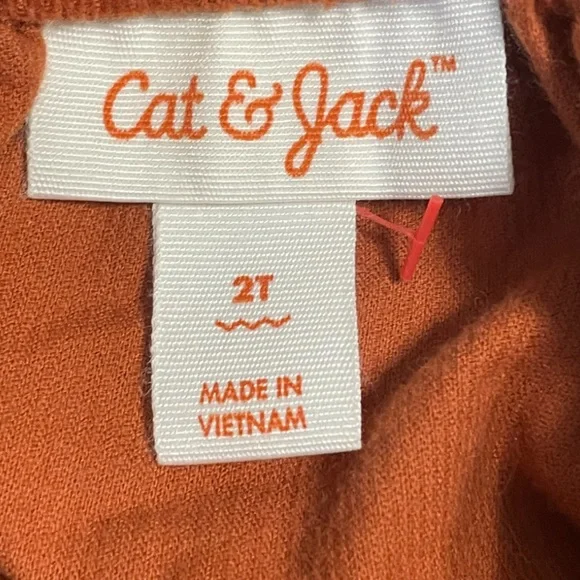 Cat & Jack™
2T
MADE IN
VIETNAM